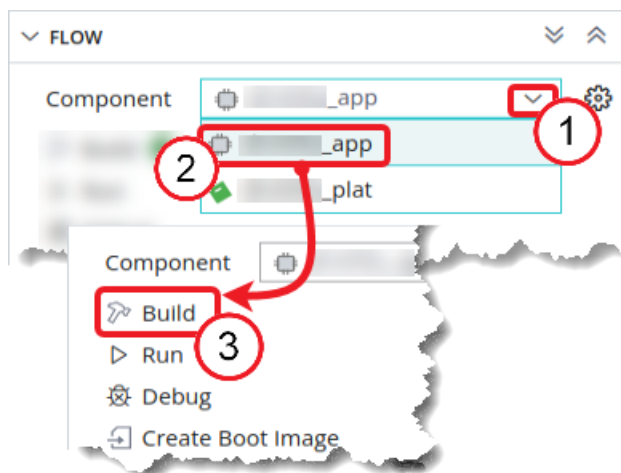 FLOW
Component _app
1
2 _app
_plat
Component
Build
3
Run
Debug
Create Boot Image